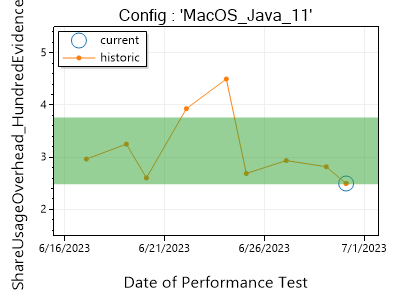 Config : 'MacOS_Java_11'
current
historic
ShareUsageOverhead_HundredEvidence
5
4
3
2
6/16/2023
6/21/2023
6/26/2023
7/1/2023
Date of Performance Test